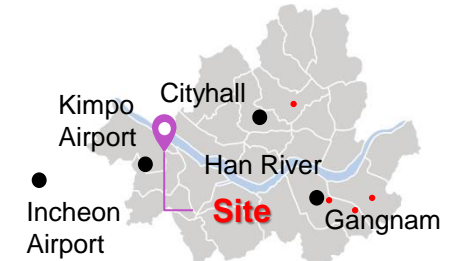 Cityhall
Kimpo
Airport
Han River
Site
Gangnam
Incheon
Airport